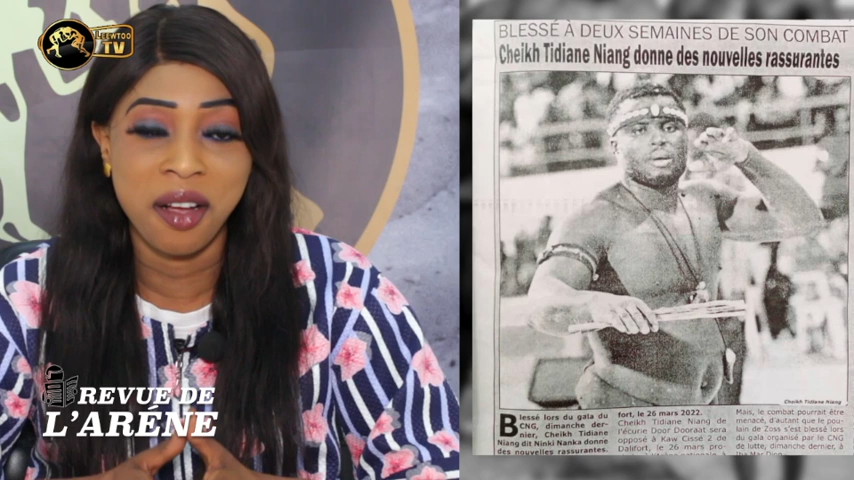 LEEWTOO
TV
REVUE DE
L'ARÉNE
BLESSÉ À DEUX SEMAINES DE SON COMBAT
Cheikh Tidiane Niang donne des nouvelles rassurantes
Cheikh Tidiane Niang
Blessé lors du gala du
CNG, dimanche der-
nier, Cheikh Tidiane
Niang dit Ninki Nanka donne
des nouvelles rassurantes.
fort, le 26 mars 2022.
Cheikh Tidiane Niang de
l'écurie Door Dooraat sera
opposé à Kaw Cissé 2 de
Dalifort, le 26 mars pro-
Mais, le combat pourrait être
menacé, d'autant que le pou-
lain de Zoss s'est blessé lors
du gala organisé par le CNG
de lutte, dimanche dernier, à